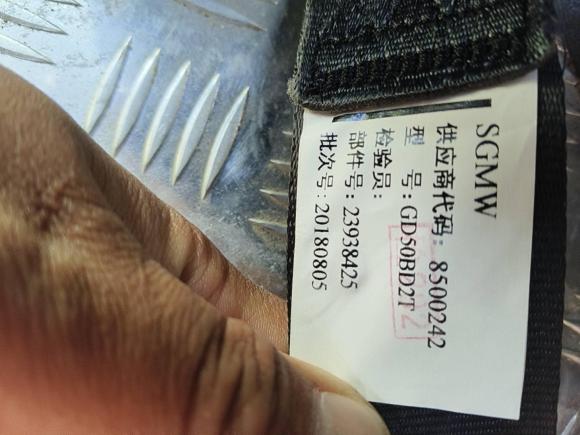 SGMW
供应商代码: 8500242
型 号: GD50BD2T
检验员:
部件号: 23938425
批次号: 20180805